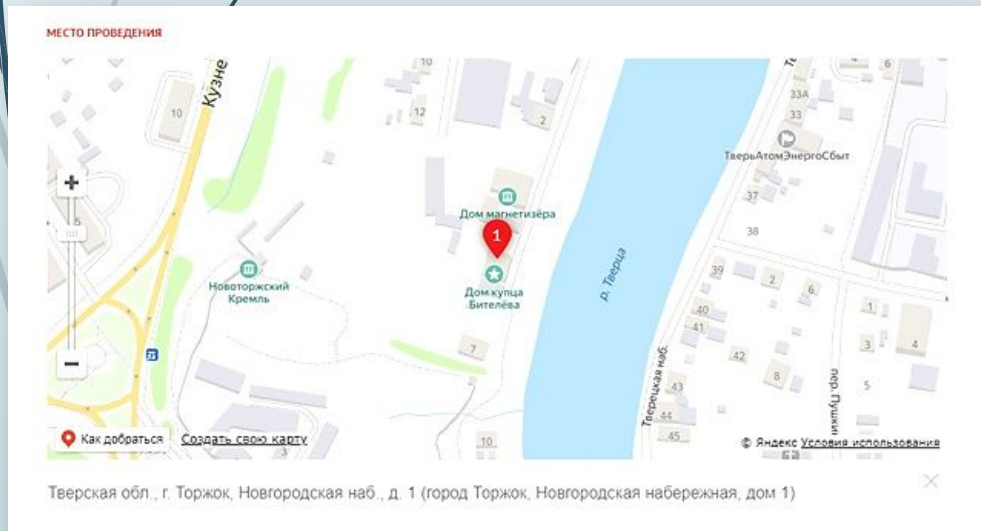 МЕСТО ПРОВЕДЕНИЯ
Кузне
10
10
12
2
4
6
33А
33
ТверьАтомЭнергоСбыт
37
38
Дом магнетизёра
1
Дом купца
Бителёва
Новоторжский
Кремль
р. Тверца
39
2
6
1
40
41
42
3
4
8
5
43
44
45
7
10
Тверецкая наб.
пер. Пушки
Как добраться
Создать свою карту
3
© Яндекс Условия использования
Тверская обл., г. Торжок, Новгородская наб., д. 1 (город Торжок, Новгородская набережная, дом 1)